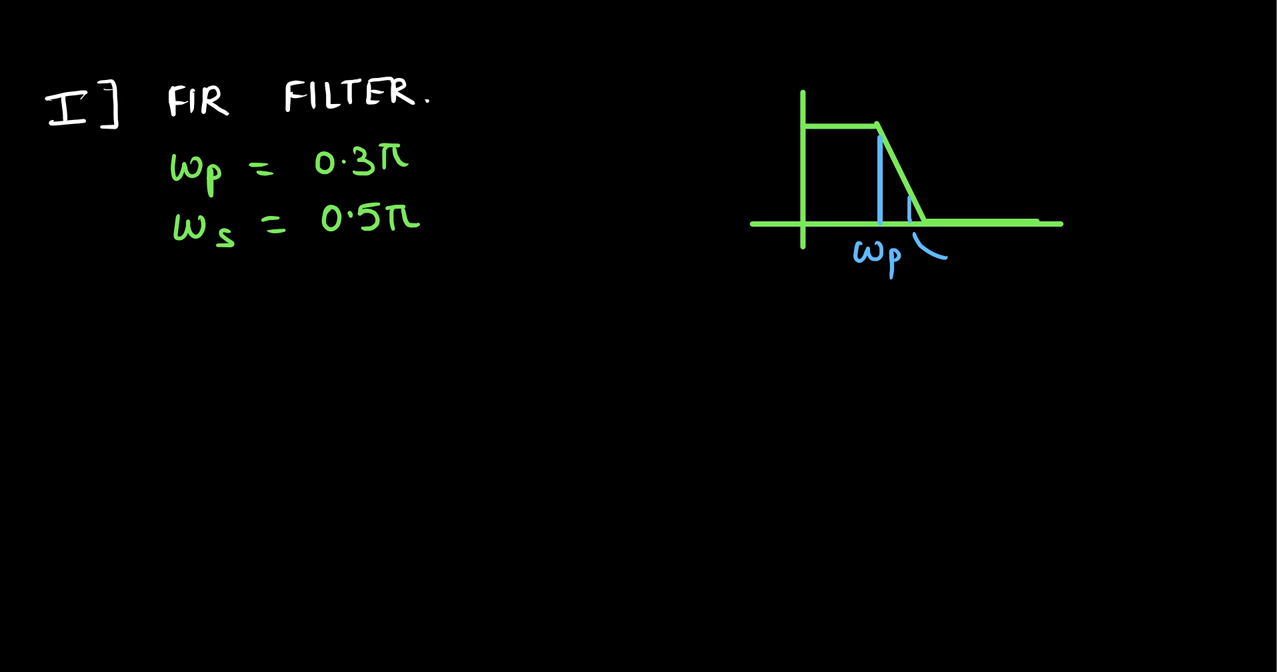 I] FIR FILTER.
ωp = 0.3π
ωs = 0.5π
ωp